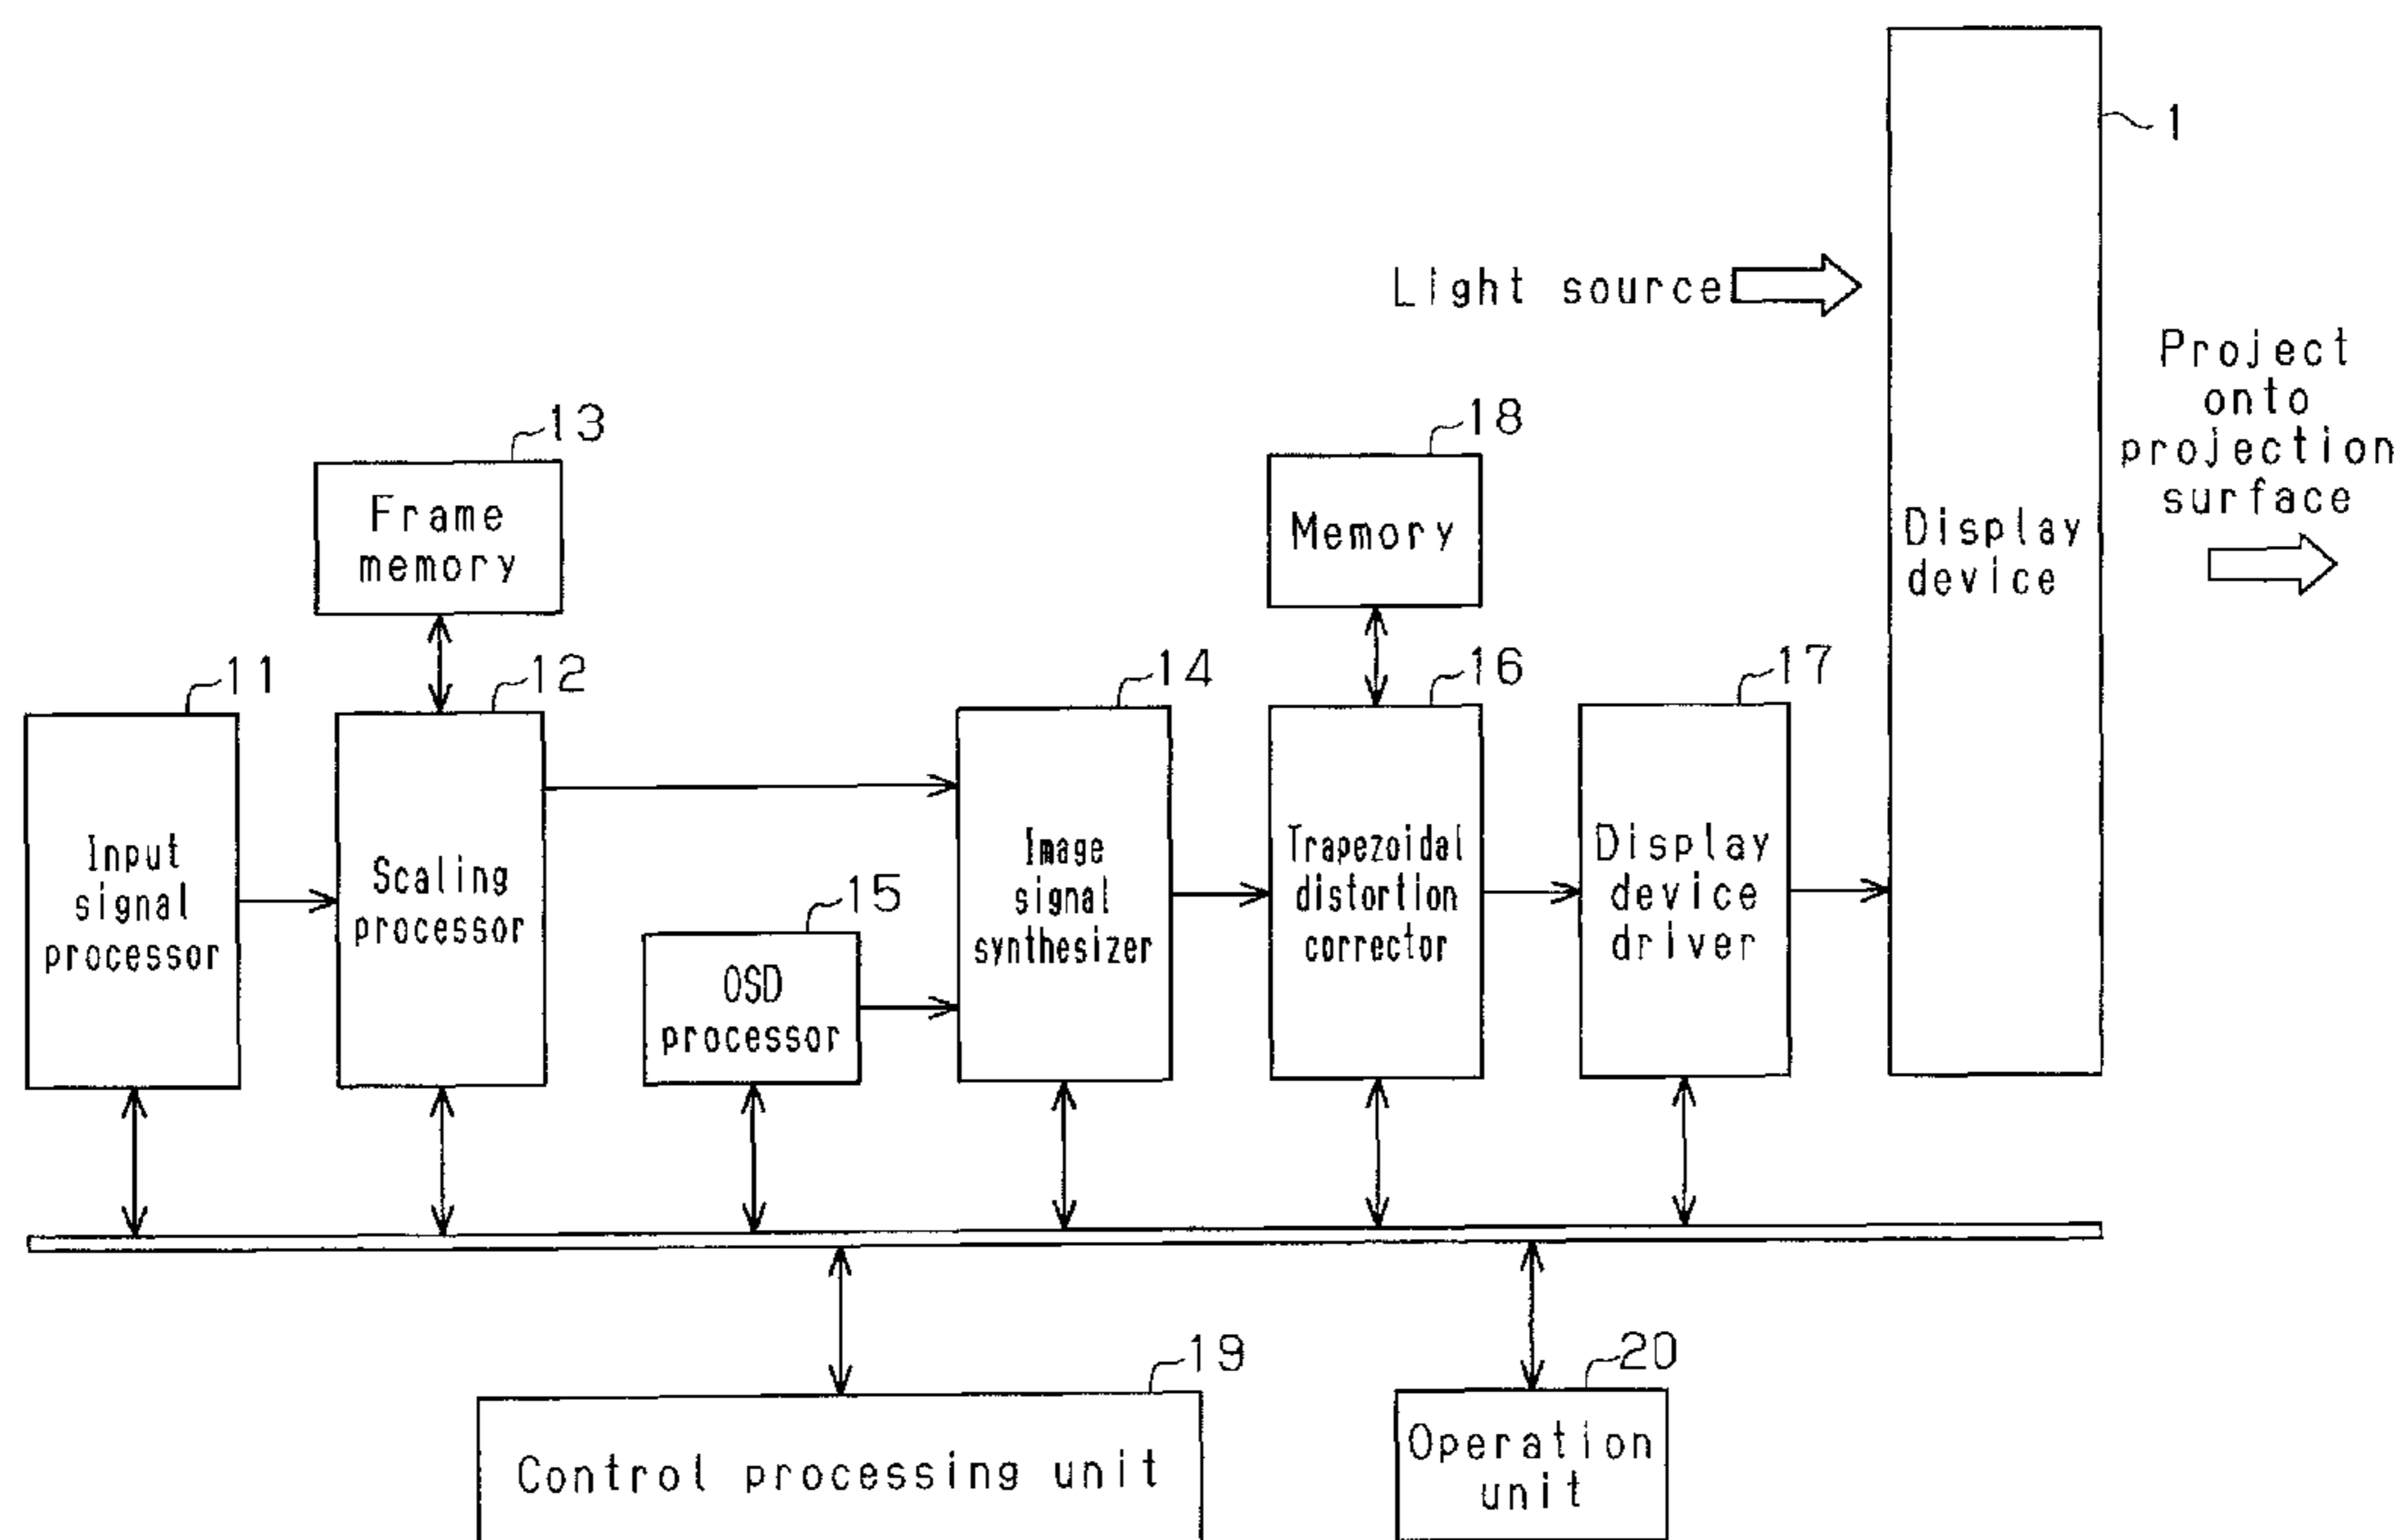 1
Light source
Project
onto
projection
surface
13
Frame
memory
18
Memory
Display
device
11
Input
signal
processor
12
Scaling
processor
15
OSD
processor
14
Image
signal
synthesizer
16
Trapezoidal
distortion
corrector
17
Display
device
driver
19
Control processing unit
20
Operation
unit